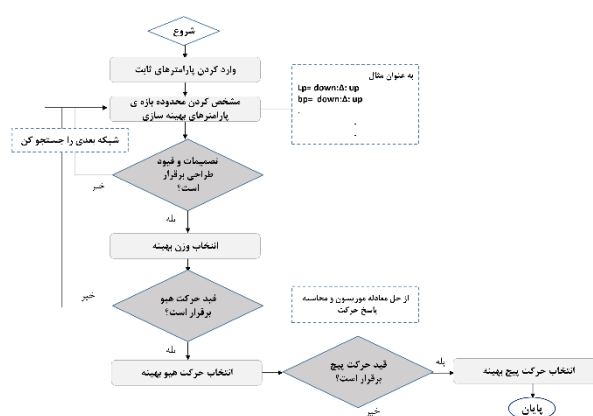 شروع
وارد کردن پارامترهای ثابت
مشخص کردن محدوده بازه ی
پارامترهای بهینه سازی
به عنوان مثال
Lp= down:Δ: up
bp= down:Δ: up
.
.
.
شبکه بعدی را جستجو کن
تصمیمات و قیود
طراحی برقرار
است؟
خیر
بله
انتخاب وزن بهینه
قید حرکت هیو
برقرار است؟
خیر
از حل معادله موریسون و محاسبه
پاسخ حرکت
بله
انتخاب حرکت هیو بهینه
قید حرکت پیچ
برقرار است؟
بله
انتخاب حرکت پیچ بهینه
خیر
پایان